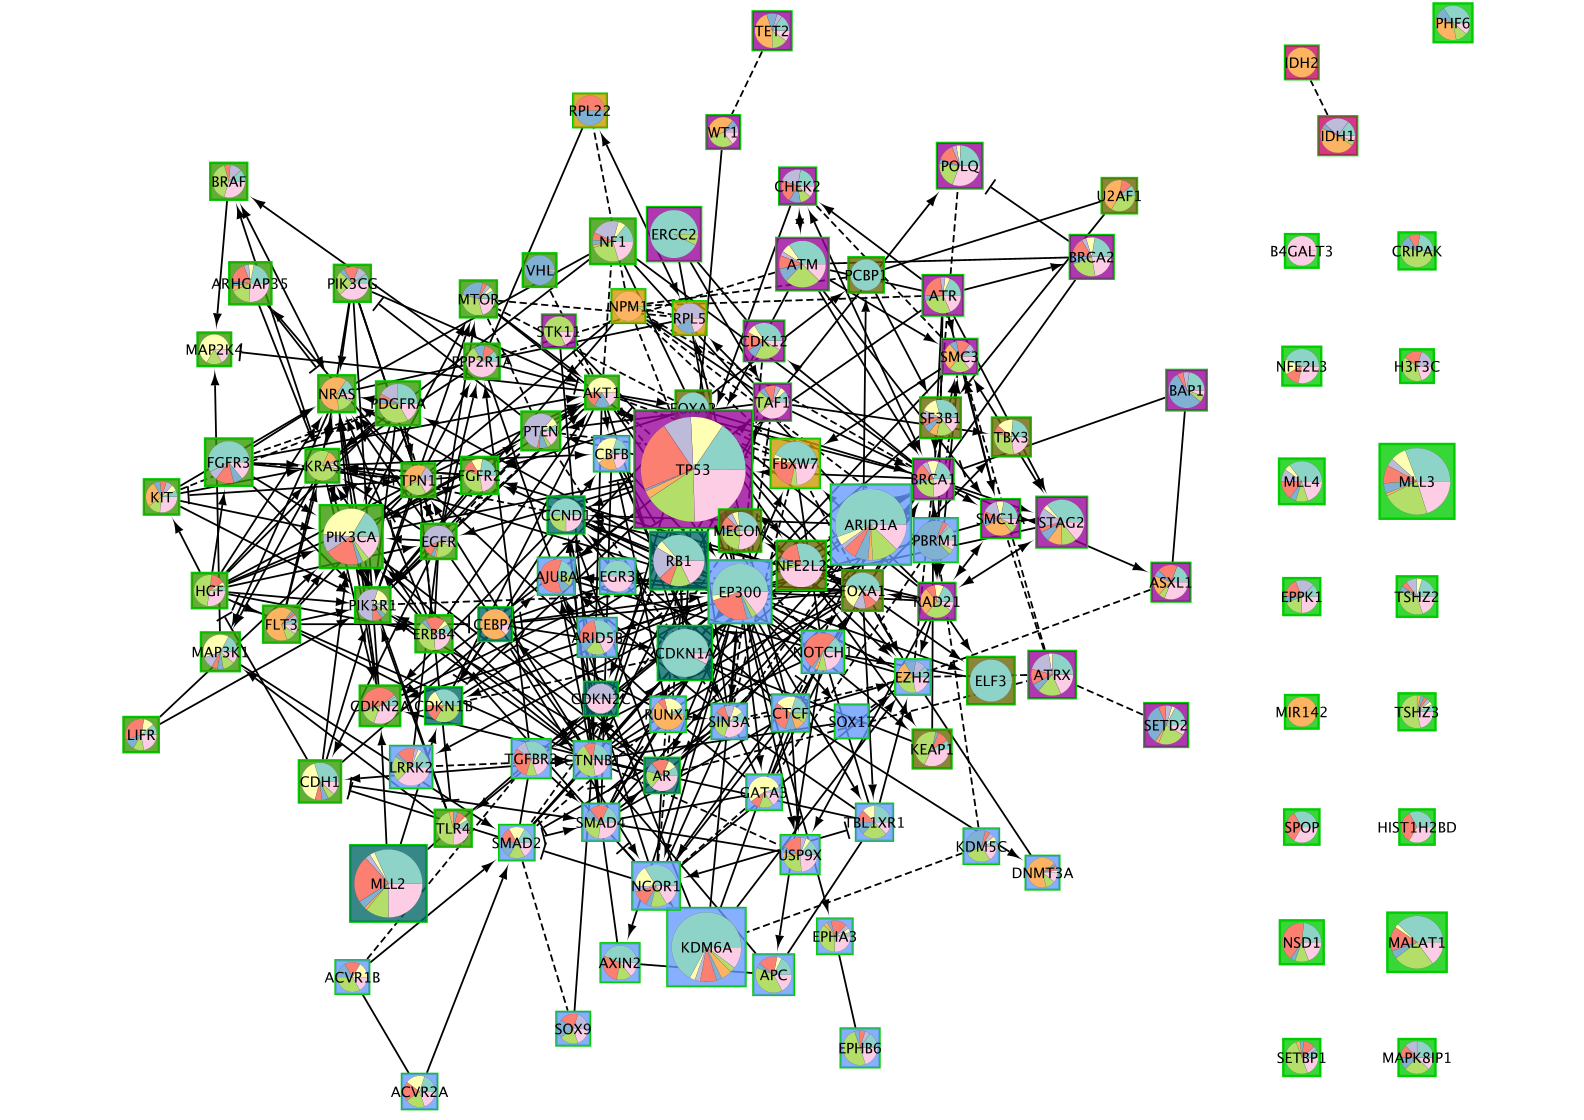 PHF6
TET2
IDH2
RPL22
WT1
IDH1
POLQ
BRAF
CHEK2
U2AF1
ERCC2
NF1
B4GALT3
CRIPAK
BRCA2
ATM
VHL
PCBP1
ARHGAP35
PIK3CG
MTOR
ATR
NPM1
RPL5
STK11
CDK12
MAP2K4
PPP2R1A
SMC3
NFE2L3
H3F3C
NRAS
AKT1
BAP1
PDGFRA
TAF1
SF3B1
PTEN
TBX3
CBFB
FGFR3
KRAS
TP53
FBXW7
FGFR2
BRCA1
PTPN11
MLL4
MLL3
KIT
CCND1
SMC1A
STAG2
ARID1A
MECOM
PIK3CA
EGFR
PBRM1
RB1
NFE2L2
AJUBA
EGR3
ASXL1
HGF
EP300
FOXA1
RAD21
EPPK1
TSHZ2
PIK3R1
FLT3
ERBB4
CEBPA
ARID5B
MAP3K1
CDKN1A
NOTCH1
EZH2
ELF3
ATRX
CDKN2A
CDKN1B
CDKN2C
RUNX1
SIN3A
CTCF
SOX17
MIR142
TSHZ3
SETD2
LIFR
KEAP1
TGFBR2
LRRK2
CDH1
AR
GATA3
TLR4
SMAD4
TBL1XR1
SPOP
HIST1H2BD
SMAD2
KDM5C
USP9X
DNMT3A
MLL2
NCOR1
EPHA3
NSD1
MALAT1
KDM6A
AXIN2
APC
ACVR1B
SOX9
EPHB6
SETBP1
MAPK8IP1
ACVR2A